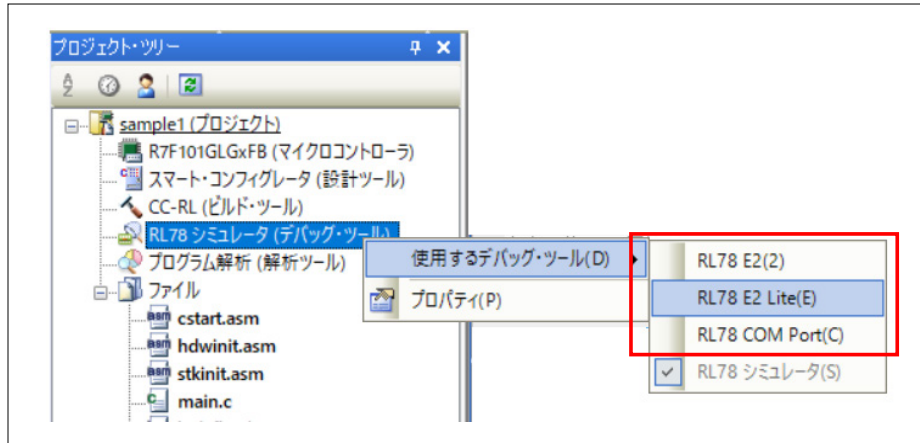 プロジェクト・ツリー
sample1 (プロジェクト)
R7F101GLGxFB (マイクロコントローラ)
スマート・コンフィグレータ (設計ツール)
CC-RL (ビルド・ツール)
RL78 シミュレータ (デバッグ・ツール)
使用するデバッグ・ツール(D)
RL78 E2(2)
プログラム解析 (解析ツール)
プロパティ(P)
RL78 E2 Lite(E)
ファイル
RL78 COM Port(C)
cstart.asm
RL78 シミュレータ(S)
hdwinit.asm
stkinit.asm
main.c